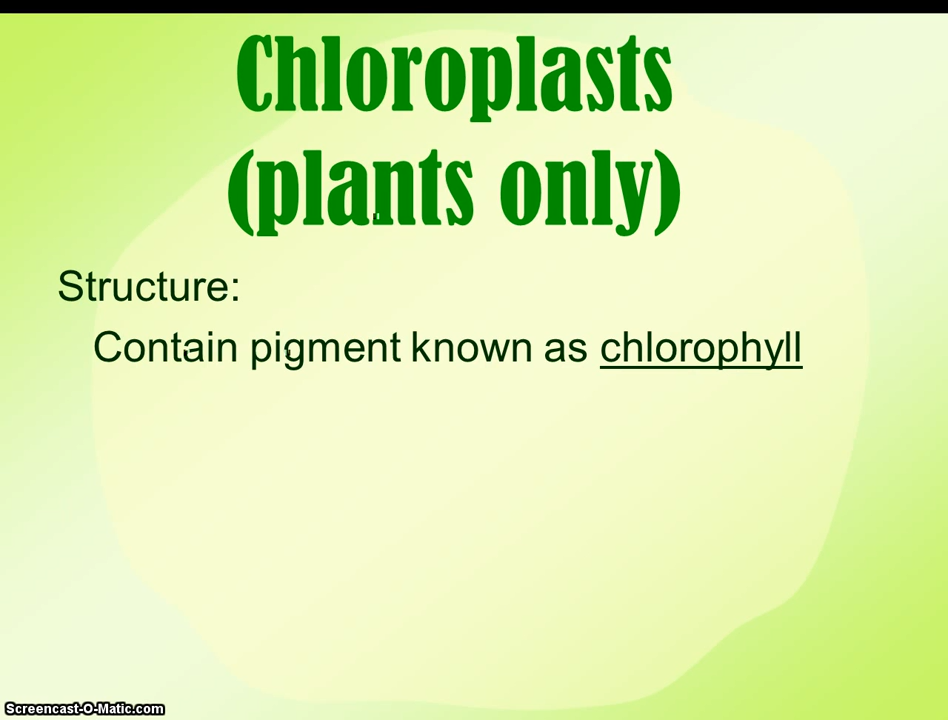 Chloroplasts
(plants only)
Structure:
Contain pigment known as chlorophyll
Screencast-O-Matic.com